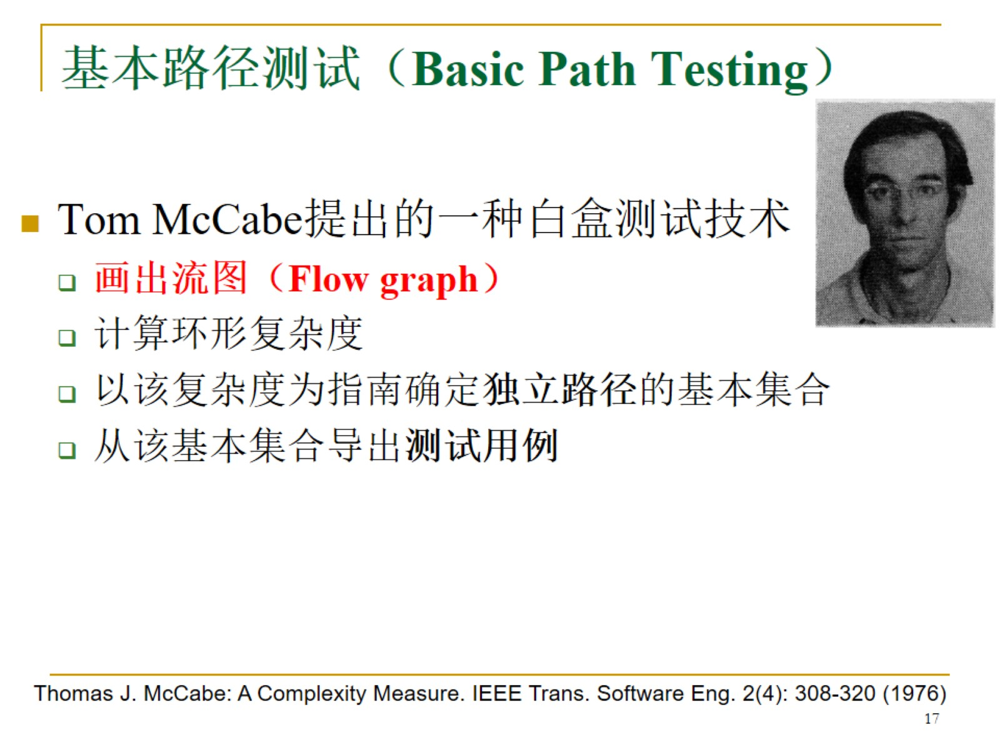 基本路径测试（Basic Path Testing）
Tom McCabe提出的一种白盒测试技术
画出流图（Flow graph）
计算环形复杂度
以该复杂度为指南确定独立路径的基本集合
从该基本集合导出测试用例
Thomas J. McCabe: A Complexity Measure. IEEE Trans. Software Eng. 2(4): 308-320 (1976)
17